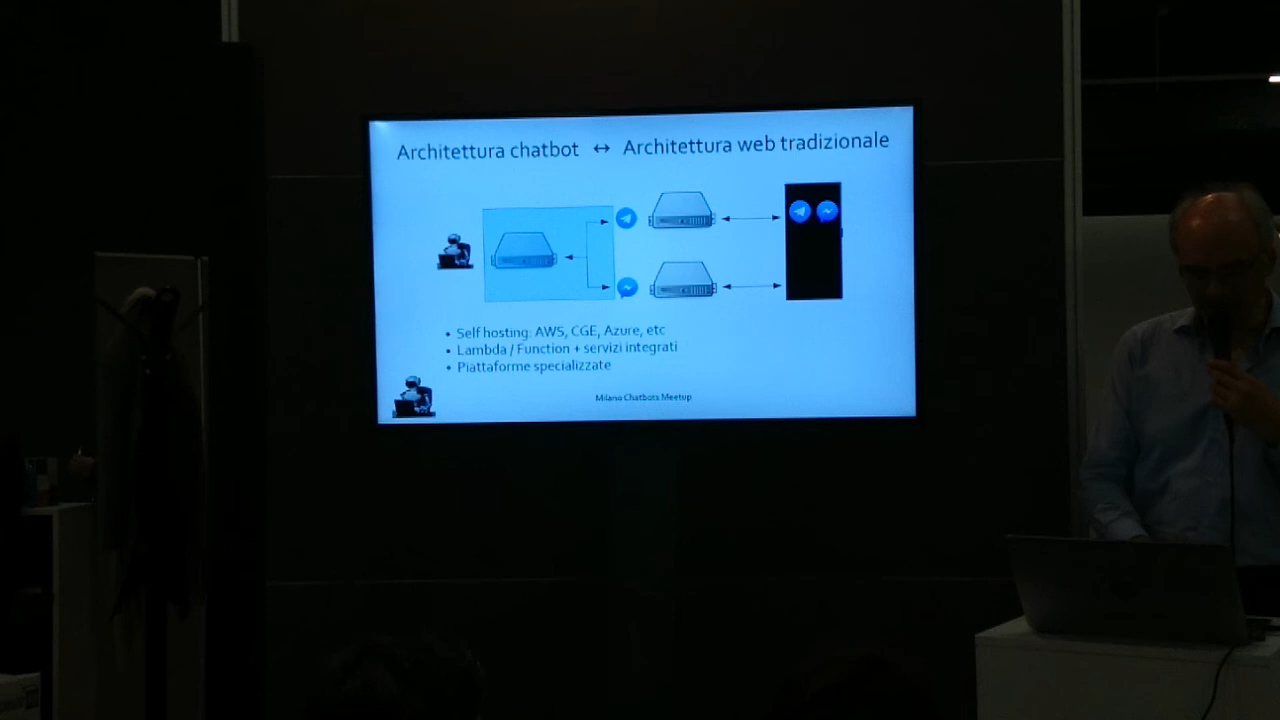 Architettura chatbot ↔ Architettura web tradizionale
• Self hosting: AWS, CGE, Azure, etc
• Lambda / Function + servizi integrati
• Piattaforme specializzate
Milano Chatbots Meetup